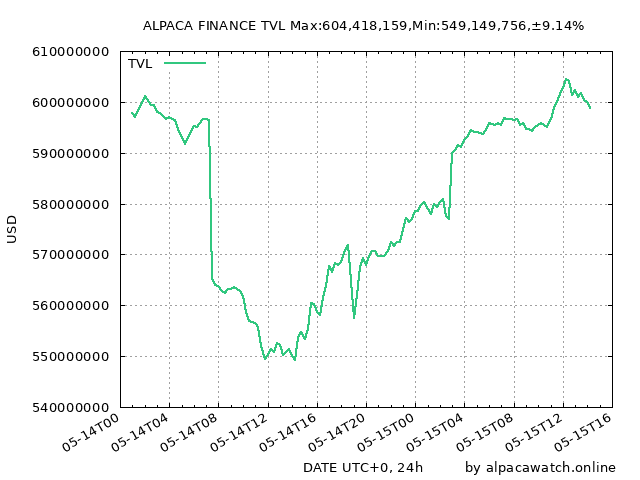 ALPACA FINANCE TVL Max:604,418,159,Min:549,149,756,±9.14%
TVL
610000000
600000000
590000000
580000000
570000000
560000000
550000000
540000000
USD
05-14T00
05-14T04
05-14T08
05-14T12
05-14T16
05-14T20
05-15T00
05-15T04
05-15T08
05-15T12
05-15T16
DATE UTC+0, 24h
by alpacawatch.online